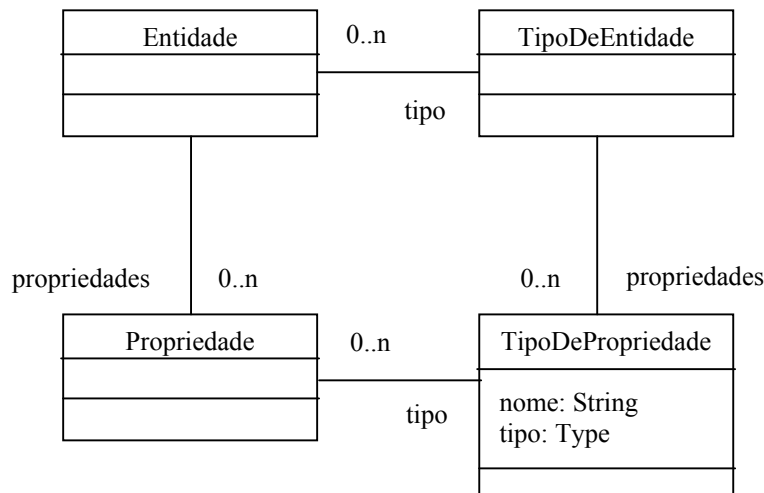 Entidade
0..n
TipoDeEntidade
tipo
propriedades
0..n
0..n
propriedades
Propriedade
0..n
TipoDePropriedade
tipo
nome: String
tipo: Type